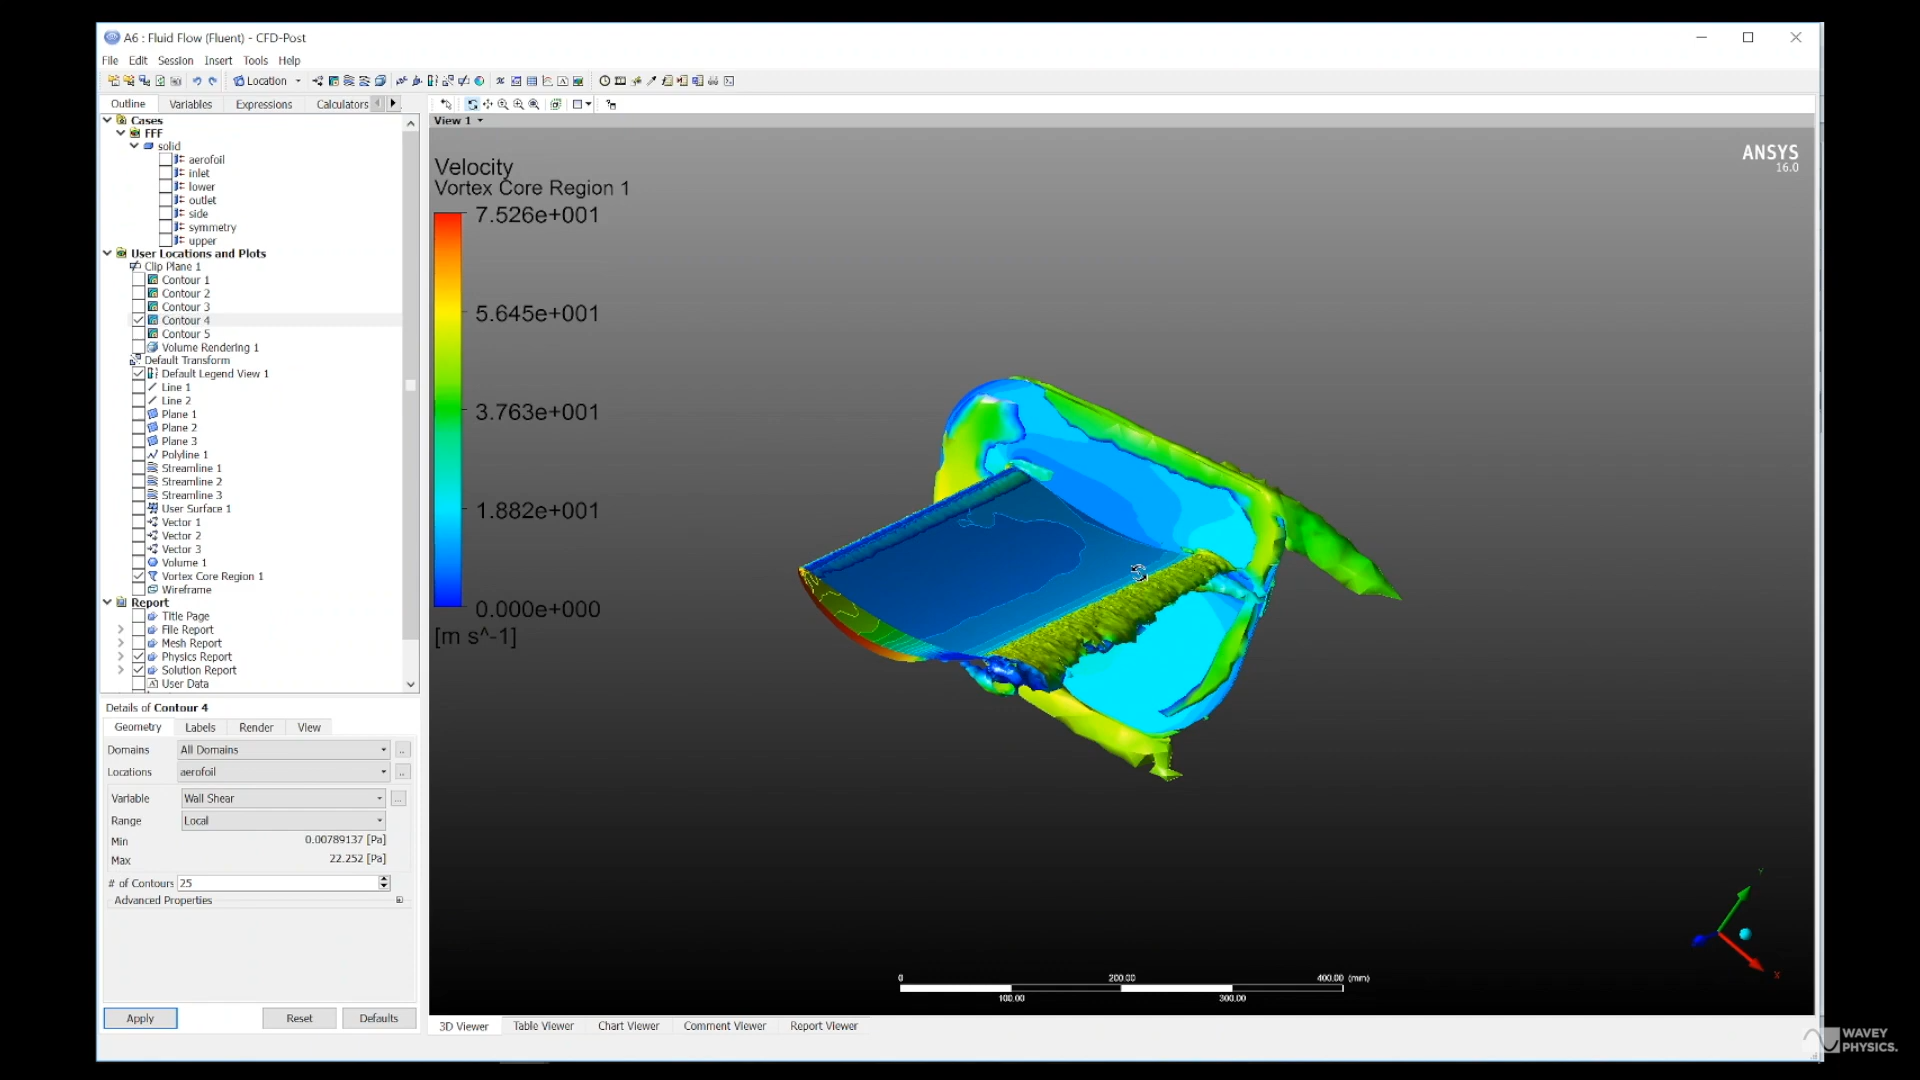 A6 : Fluid Flow (Fluent) - CFD-Post
File Edit Session Insert Tools Help
Location
Outline Variables Expressions Calculators
View 1
Cases
FFF
solid
aerofoil
inlet
lower
outlet
side
symmetry
upper
User Locations and Plots
Clip Plane 1
Contour 1
Contour 2
Contour 3
Contour 4
Contour 5
Volume Rendering 1
Default Transform
Default Legend View 1
Line 1
Line 2
Plane 1
Plane 2
Plane 3
Polyline 1
Streamline 1
Streamline 2
Streamline 3
User Surface 1
Vector 1
Vector 2
Vector 3
Volume 1
Vortex Core Region 1
Wireframe
Report
Title Page
File Report
Mesh Report
Physics Report
Solution Report
User Data
Details of Contour 4
Geometry Labels Render View
Domains All Domains ..
Locations aerofoil ..
Variable Wall Shear ...
Range Local
Min 0.00789137 [Pa]
Max 22.252 [Pa]
# of Contours 25
Advanced Properties
Apply Reset Defaults
Velocity
Vortex Core Region 1
7.526e+001
5.645e+001
3.763e+001
1.882e+001
0.000e+000
[m s^-1]
ANSYS
16.0
Y
X
0 200.00 400.00 (mm)
100.00 300.00
3D Viewer Table Viewer Chart Viewer Comment Viewer Report Viewer
WAVEY
PHYSICS.